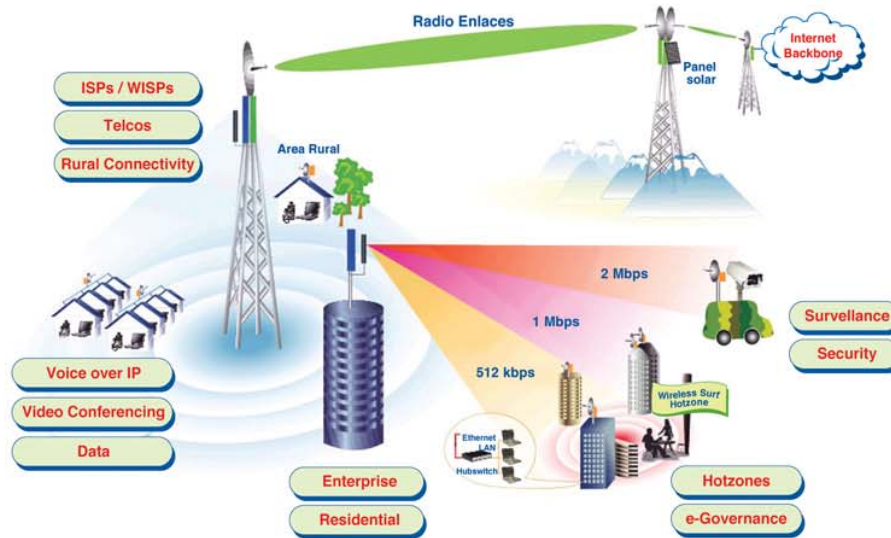 Radio Enlaces
Internet
Backbone
Panel
solar
ISPs / WISPs
Telcos
Rural Connectivity
Area Rural
2 Mbps
1 Mbps
512 kbps
Survellance
Security
Voice over IP
Video Conferencing
Data
Wireless Surf
Hotzone
Ethernet
LAN
Hubswitch
Enterprise
Residential
Hotzones
e-Governance